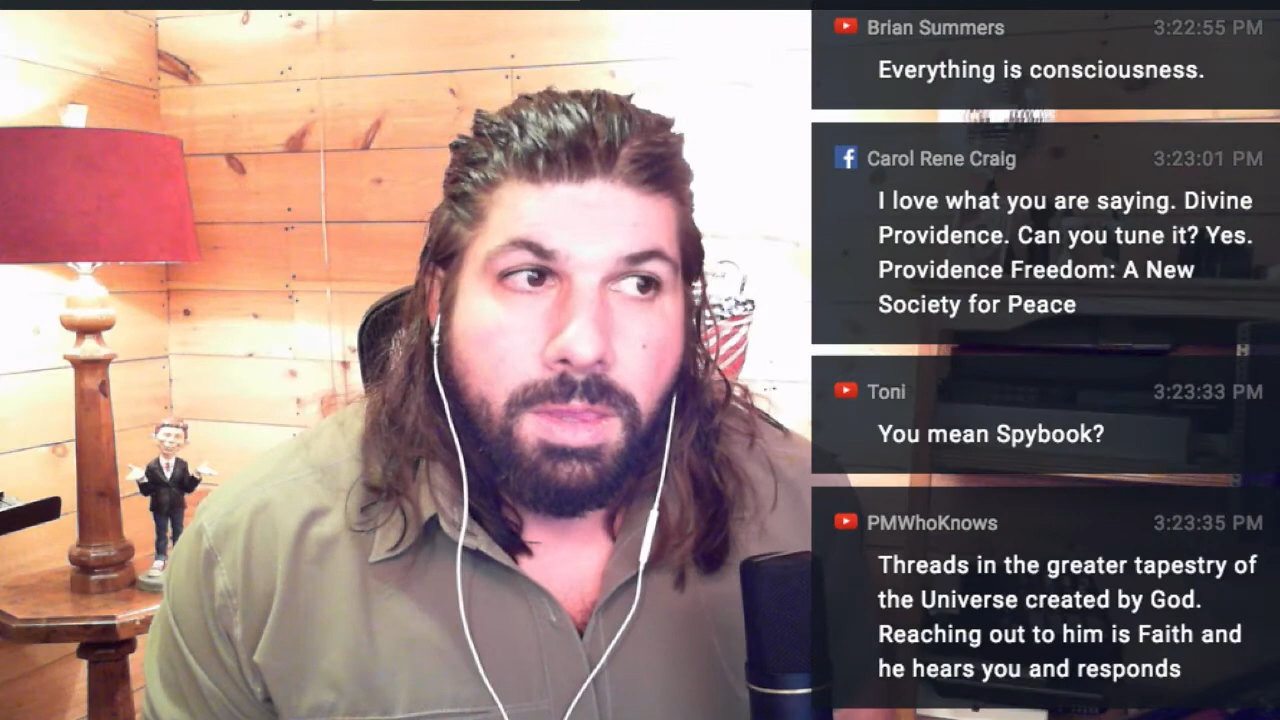 Brian Summers 3:22:55 PM
Everything is consciousness.
Carol Rene Craig 3:23:01 PM
I love what you are saying. Divine
Providence. Can you tune it? Yes.
Providence Freedom: A New
Society for Peace
Toni 3:23:33 PM
You mean Spybook?
PMWhoKnows 3:23:35 PM
Threads in the greater tapestry of
the Universe created by God.
Reaching out to him is Faith and
he hears you and responds